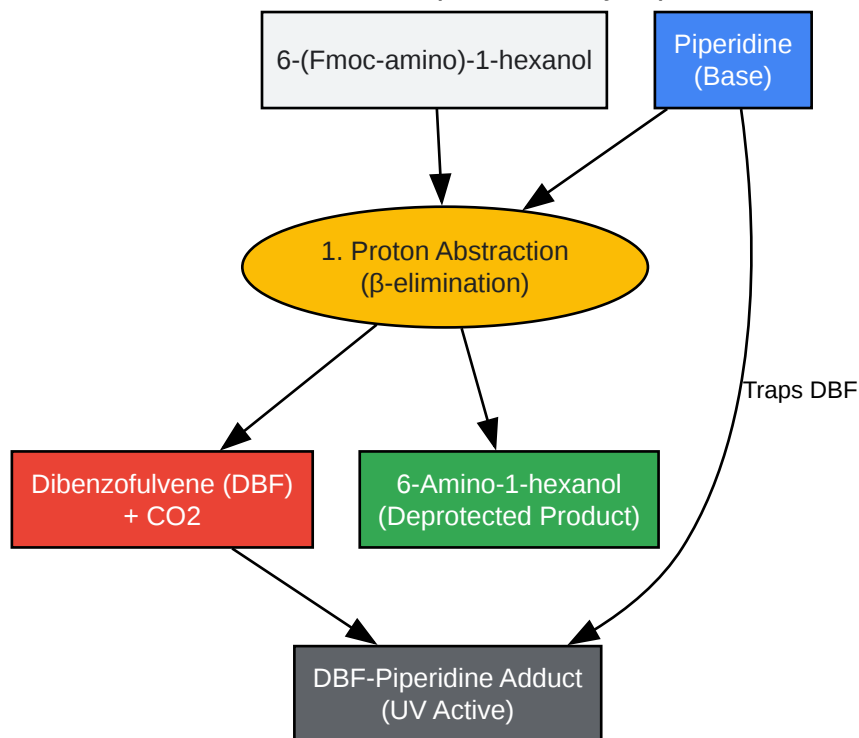 6-(Fmoc-amino)-1-hexanol
Piperidine
(Base)
1. Proton Abstraction
(β-elimination)
Traps DBF
Dibenzofulvene (DBF)
+ CO2
6-Amino-1-hexanol
(Deprotected Product)
DBF-Piperidine Adduct
(UV Active)